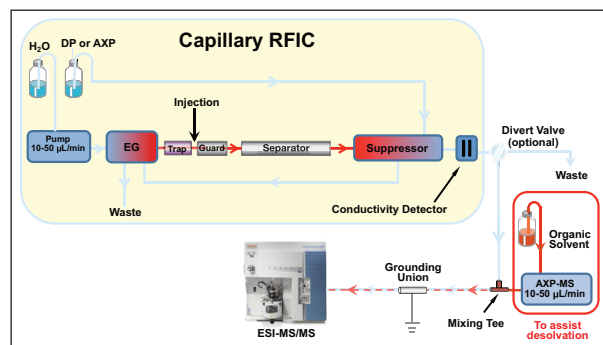 Capillary RFIC
H₂O
DP or AXP
Injection
Pump
10-50 µL/min
EG
Trap
Guard
Separator
Suppressor
Divert Valve
(optional)
Waste
Waste
Conductivity Detector
Organic
Solvent
Grounding
Union
AXP-MS
10-50 µL/min
Mixing Tee
ESI-MS/MS
To assist
desolvation